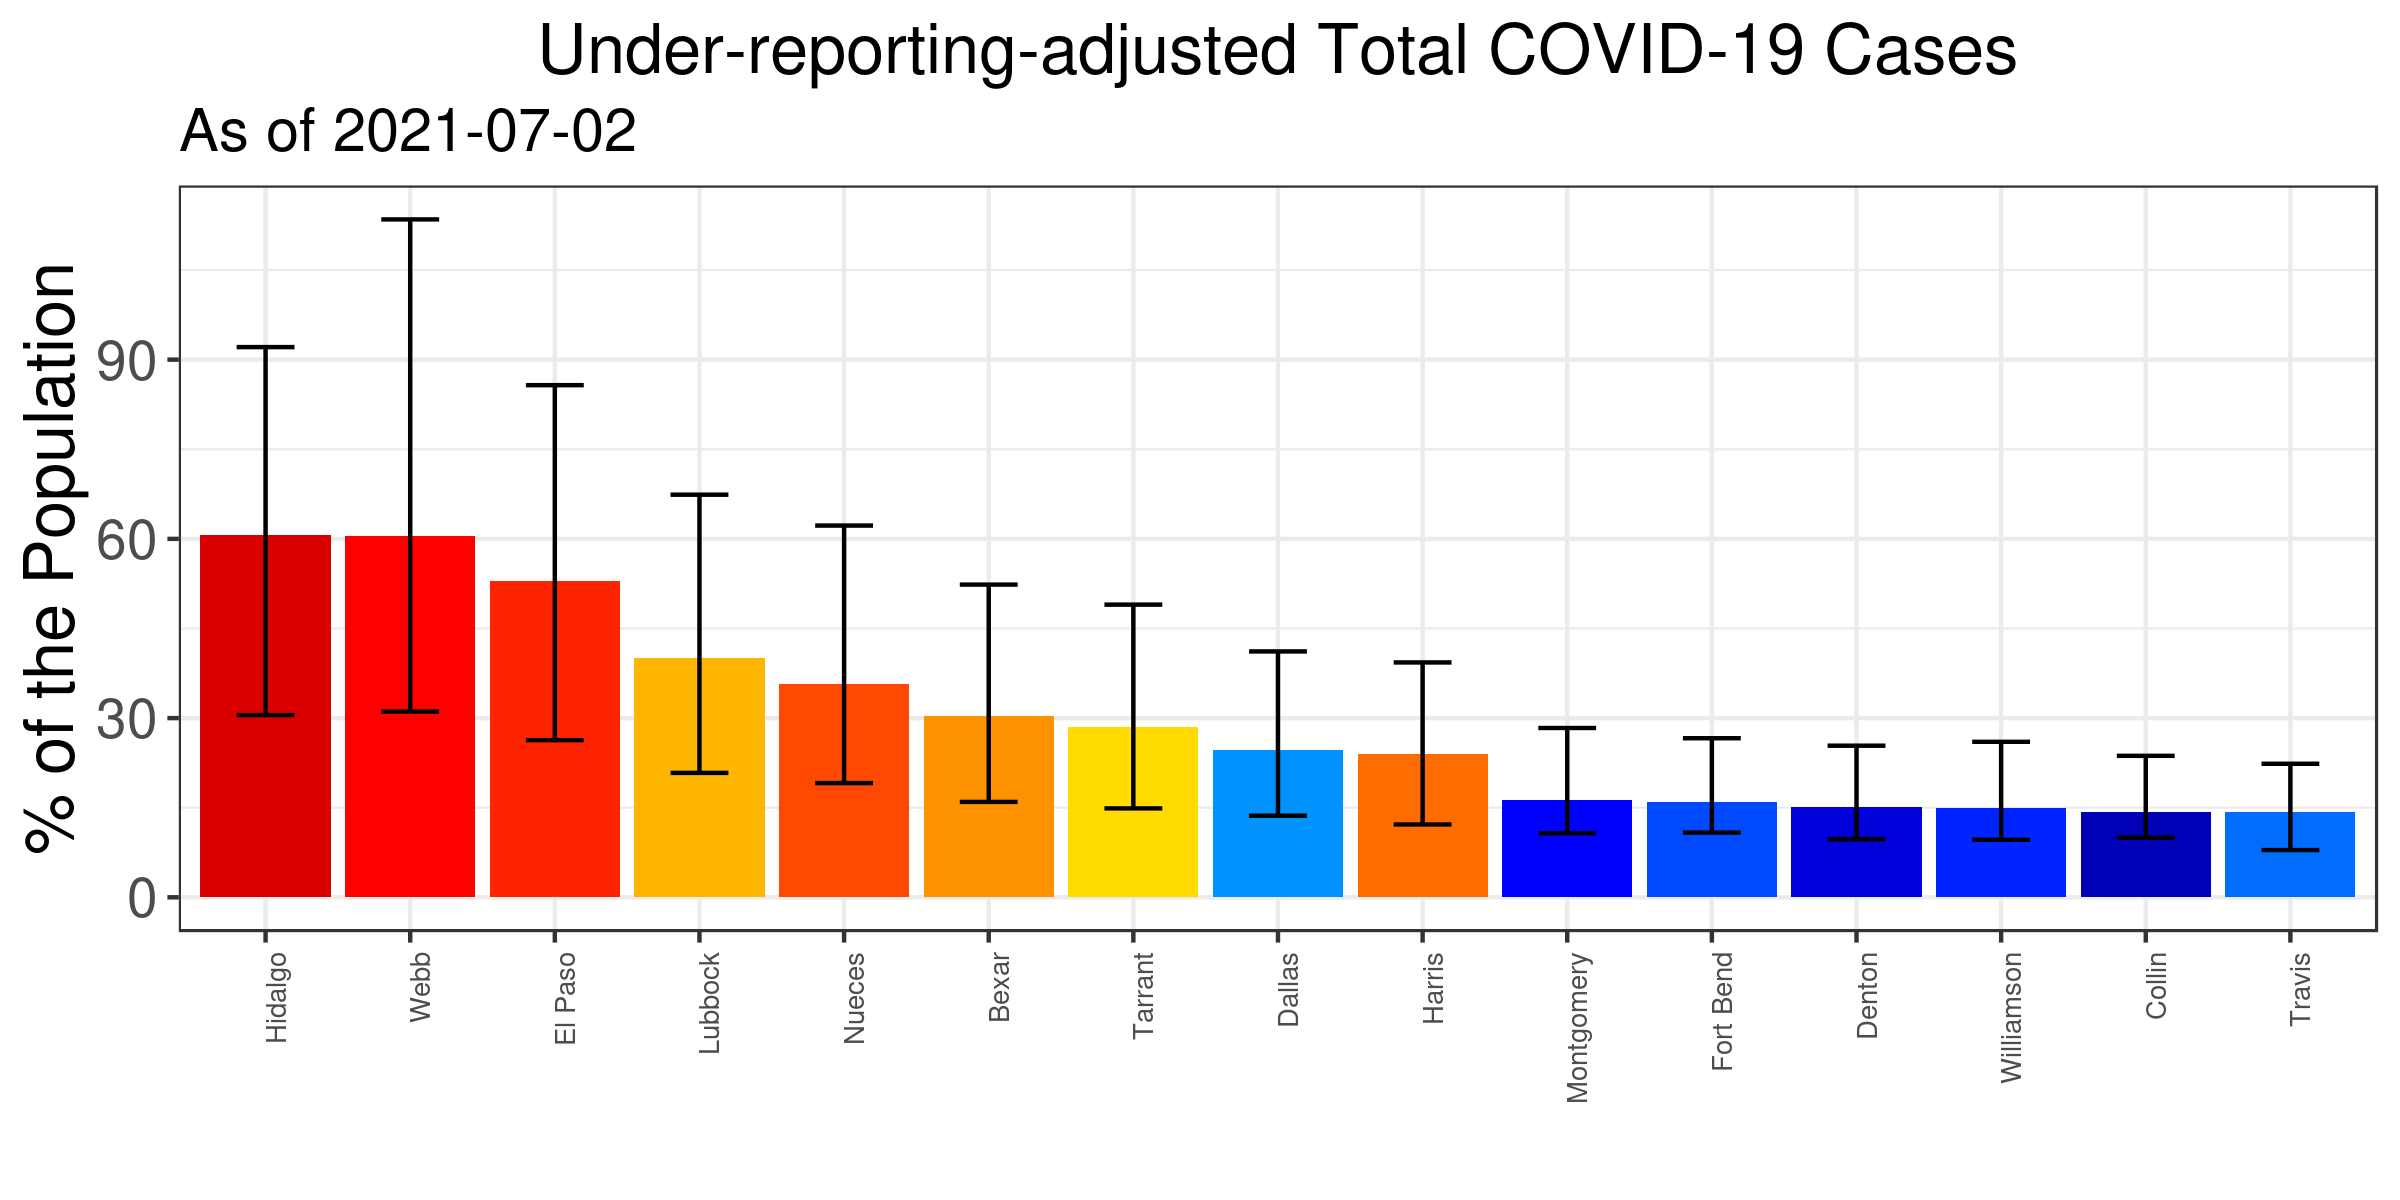 Under-reporting-adjusted Total COVID-19 Cases
As of 2021-07-02
% of the Population
90
60
30
0
Hidalgo
Webb
El Paso
Lubbock
Nueces
Bexar
Tarrant
Dallas
Harris
Montgomery
Fort Bend
Denton
Williamson
Collin
Travis